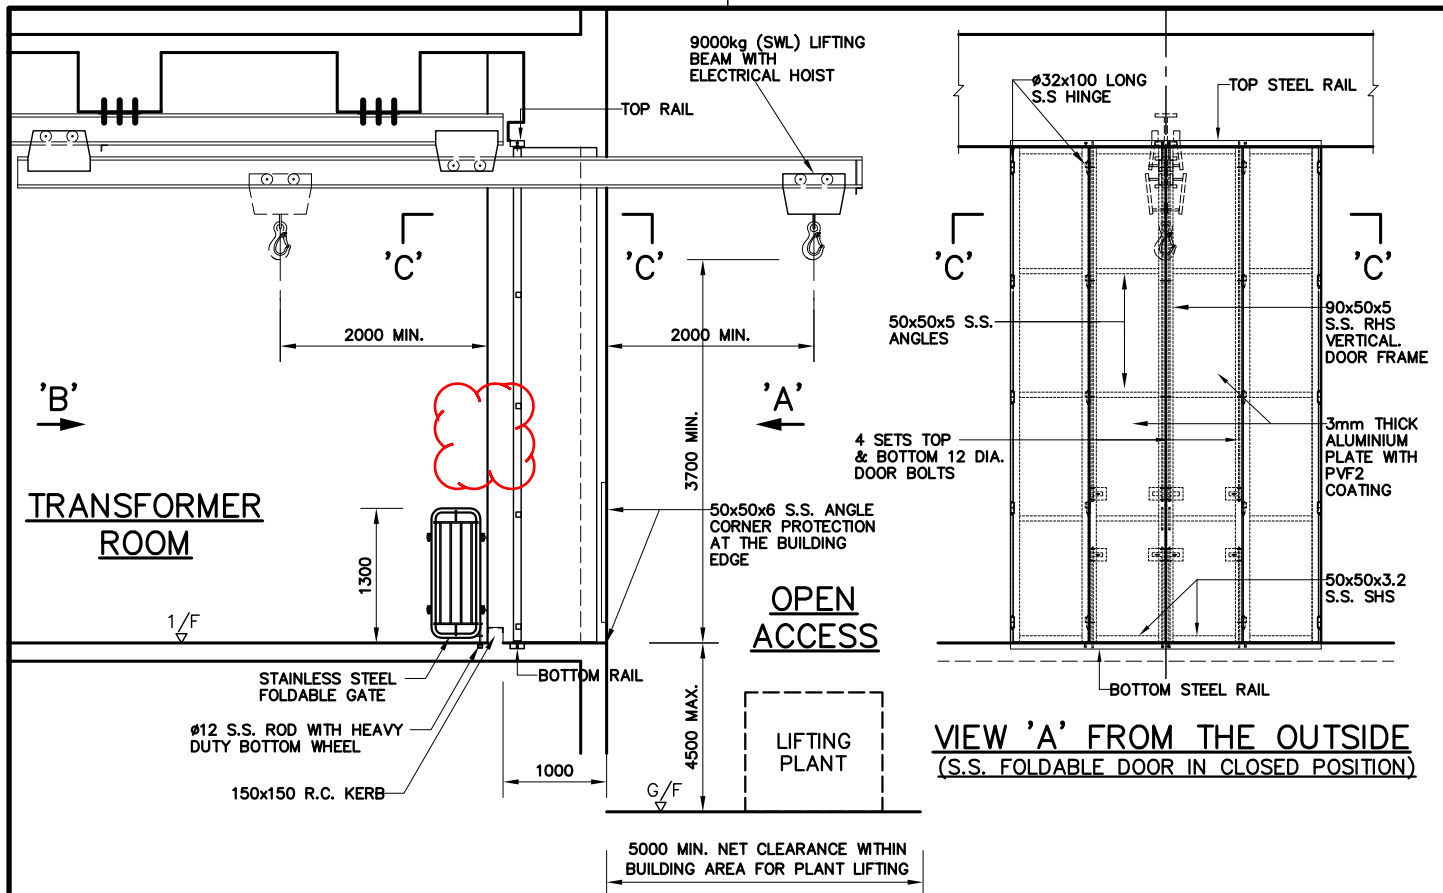 9000kg (SWL) LIFTING
BEAM WITH
ELECTRICAL HOIST
TOP RAIL
ø32x100 LONG
S.S HINGE
TOP STEEL RAIL
'C'
'C'
'C'
'C'
2000 MIN.
2000 MIN.
50x50x5 S.S.
ANGLES
90x50x5
S.S. RHS
VERTICAL.
DOOR FRAME
'B'
'A'
3700 MIN.
4 SETS TOP
& BOTTOM 12 DIA.
DOOR BOLTS
3mm THICK
ALUMINIUM
PLATE WITH
PVF2
COATING
TRANSFORMER
ROOM
1300
50x50x6 S.S. ANGLE
CORNER PROTECTION
AT THE BUILDING
EDGE
50x50x3.2
S.S. SHS
1/F
OPEN
ACCESS
STAINLESS STEEL
FOLDABLE GATE
BOTTOM RAIL
BOTTOM STEEL RAIL
ø12 S.S. ROD WITH HEAVY
DUTY BOTTOM WHEEL
4500 MAX.
LIFTING
PLANT
VIEW 'A' FROM THE OUTSIDE
(S.S. FOLDABLE DOOR IN CLOSED POSITION)
1000
150x150 R.C. KERB
G/F
5000 MIN. NET CLEARANCE WITHIN
BUILDING AREA FOR PLANT LIFTING